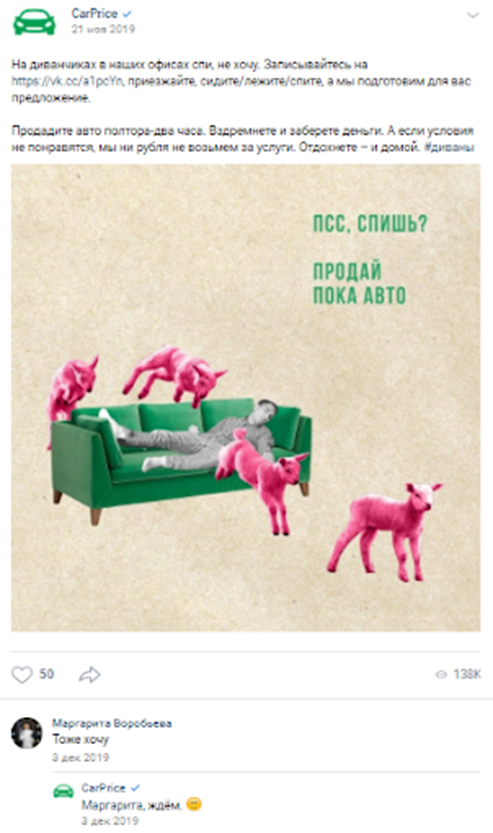 CarPrice
21 ноя 2019
На диванчиках в наших офисах спи, не хочу. Записывайтесь на
https://vk.cc/a1pcYn, приезжайте, сидите/лежите/спите, а мы подготовим для вас
предложение.
Продадите авто полтора-два часа. Вздремнете и заберете деньги. А если условия
не понравятся, мы ни рубля не возьмем за услуги. Отдохнете – и домой. #диваны
ПСС, СПИШЬ?
ПРОДАЙ
ПОКА АВТО
50
138K
Маргарита Воробьева
Тоже хочу
3 дек 2019
CarPrice
Маргарита, ждём.
3 дек 2019